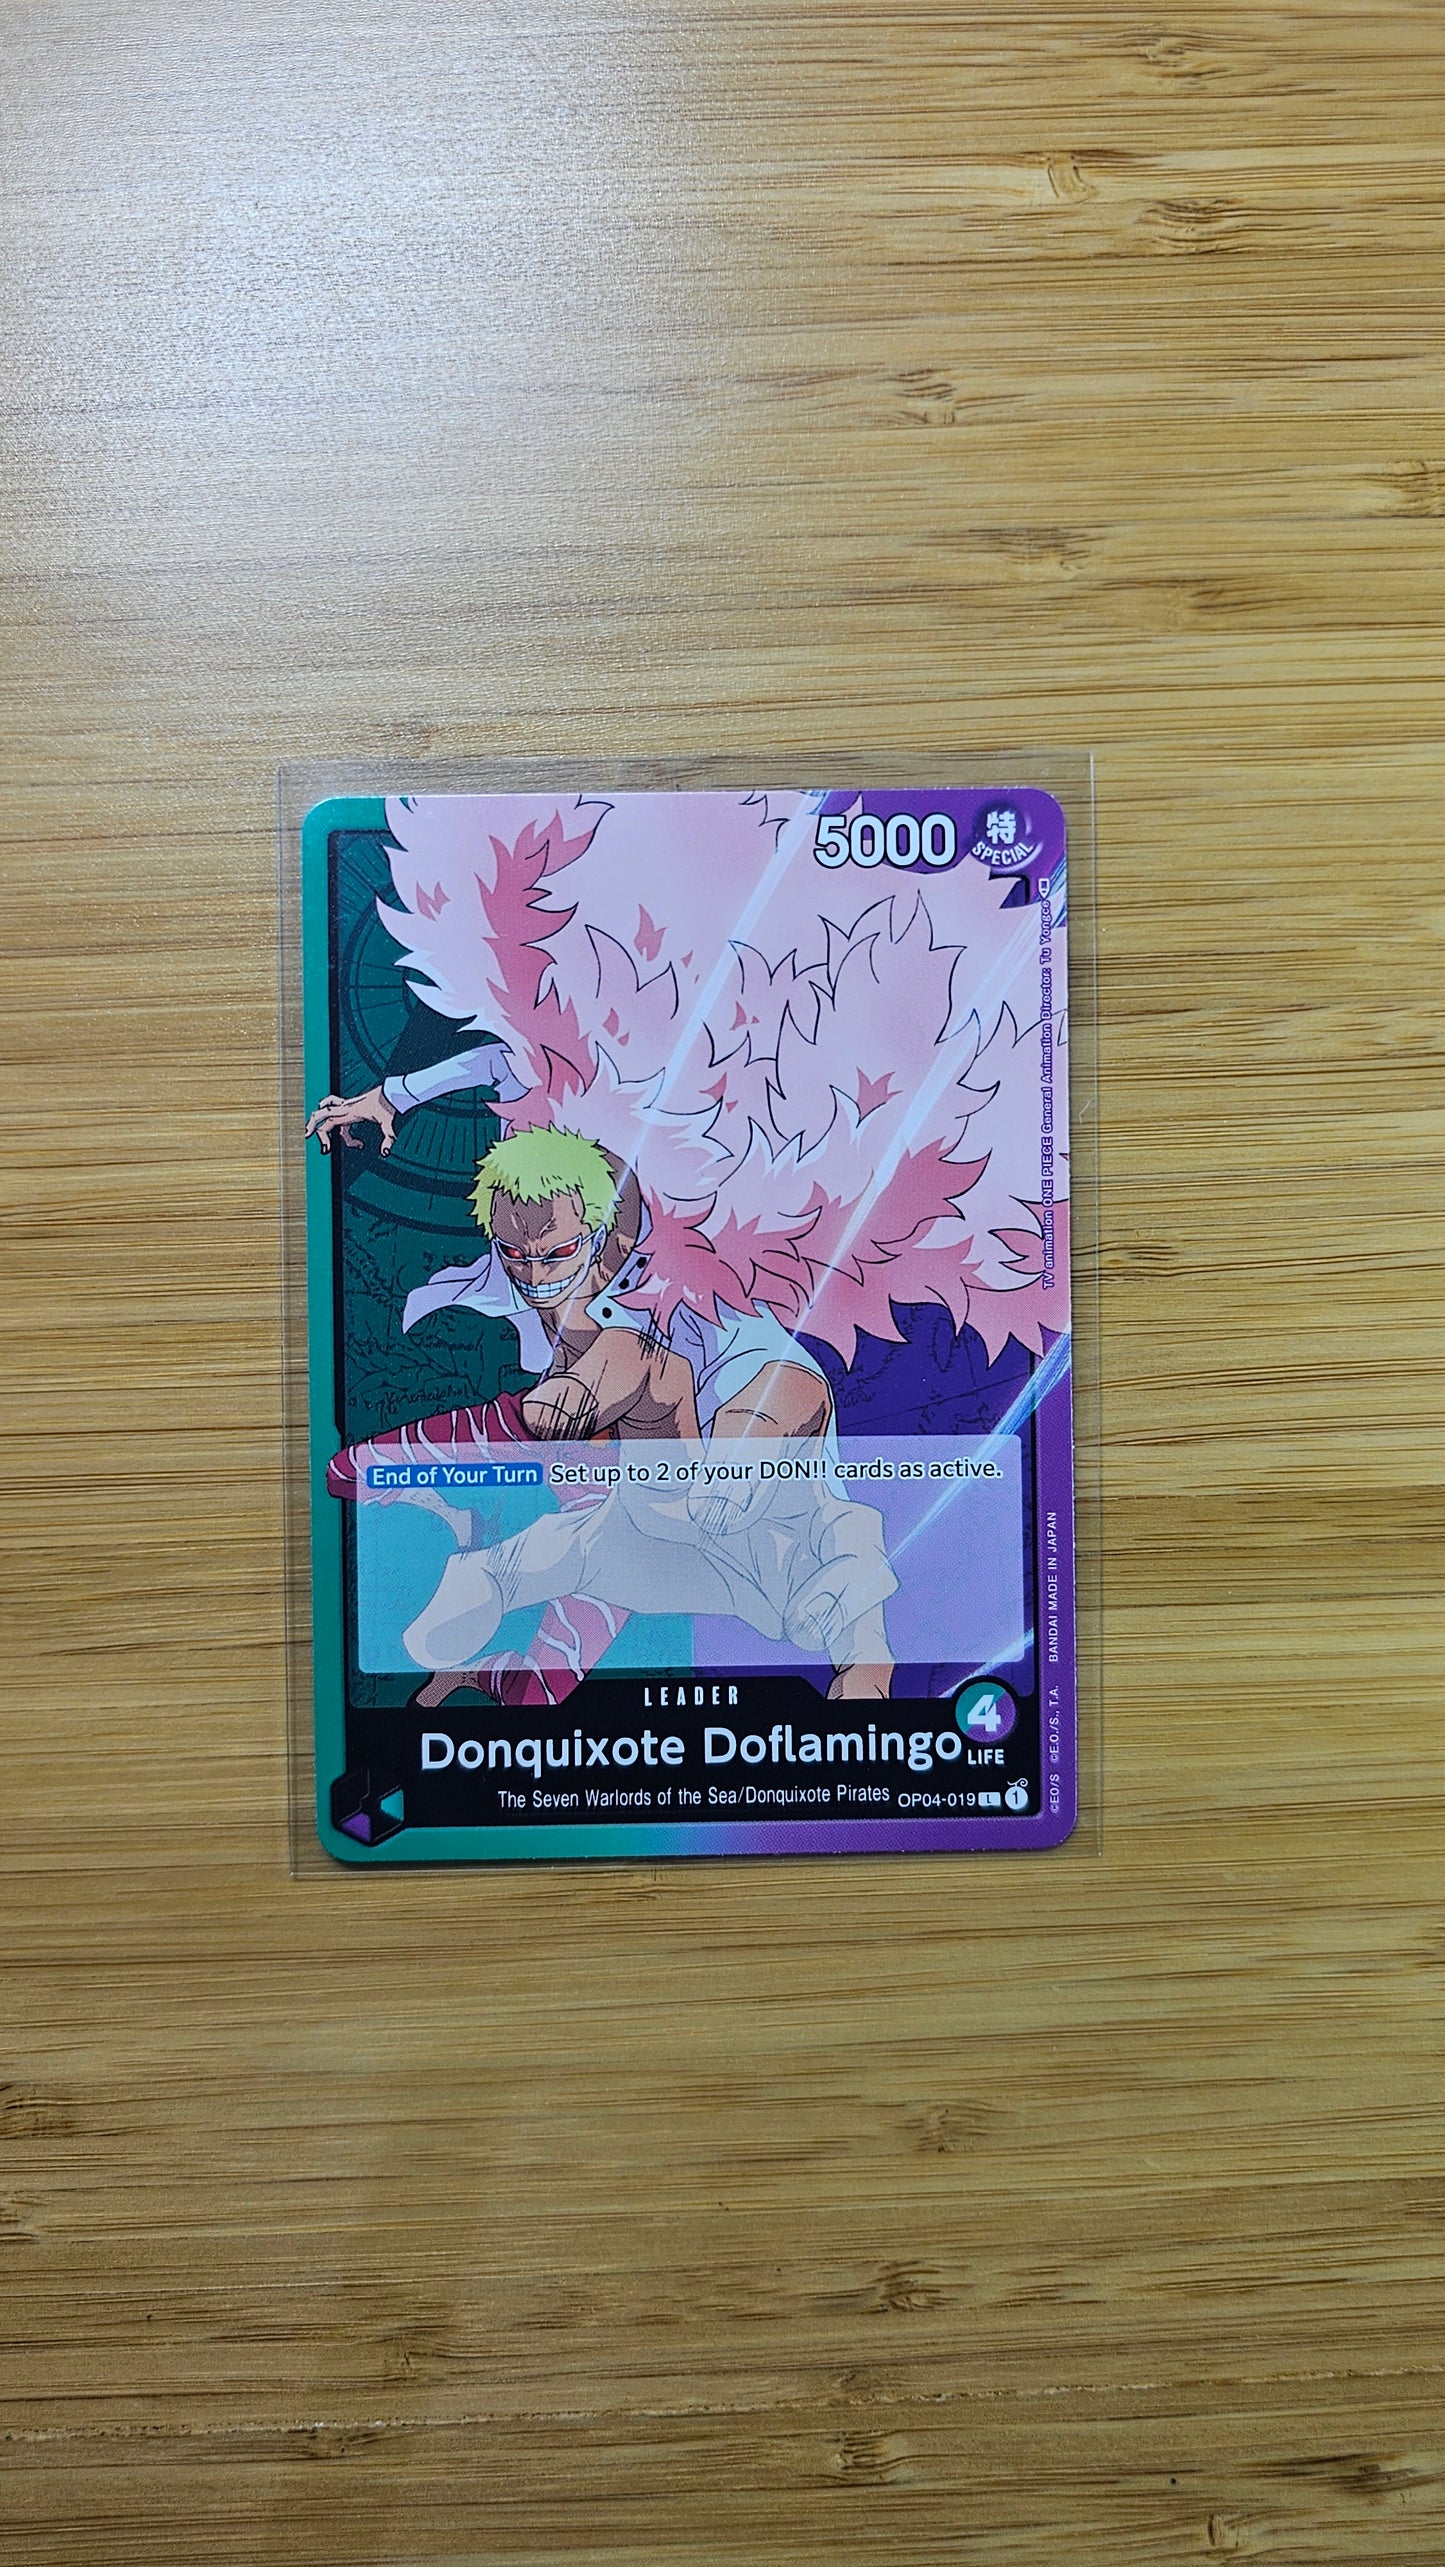 5000
特
SPECIAL
TV animation ONE PIECE General Animation Director: Tu Yongce
End of Your Turn Set up to 2 of your DON!! cards as active.
BANDAI MADE IN JAPAN
©EO/S ©E.O./S., T.A.
LEADER
Donquixote Doflamingo
4
LIFE
The Seven Warlords of the Sea/Donquixote Pirates
OP04-019 L 1